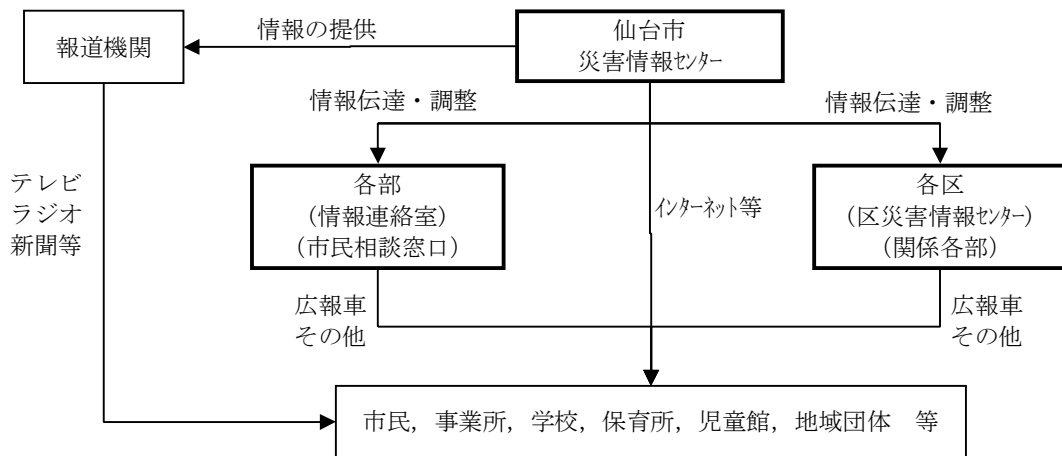 情報の提供
報道機関
仙台市
災害情報ｾﾝﾀｰ
情報伝達・調整
情報伝達・調整
テレビ
ラジオ
新聞等
各部
(情報連絡室)
(市民相談窓口)
ｲﾝﾀｰﾈｯﾄ等
各区
(区災害情報ｾﾝﾀｰ)
(関係各部)
広報車
その他
広報車
その他
市民，事業所，学校，保育所，児童館，地域団体　等